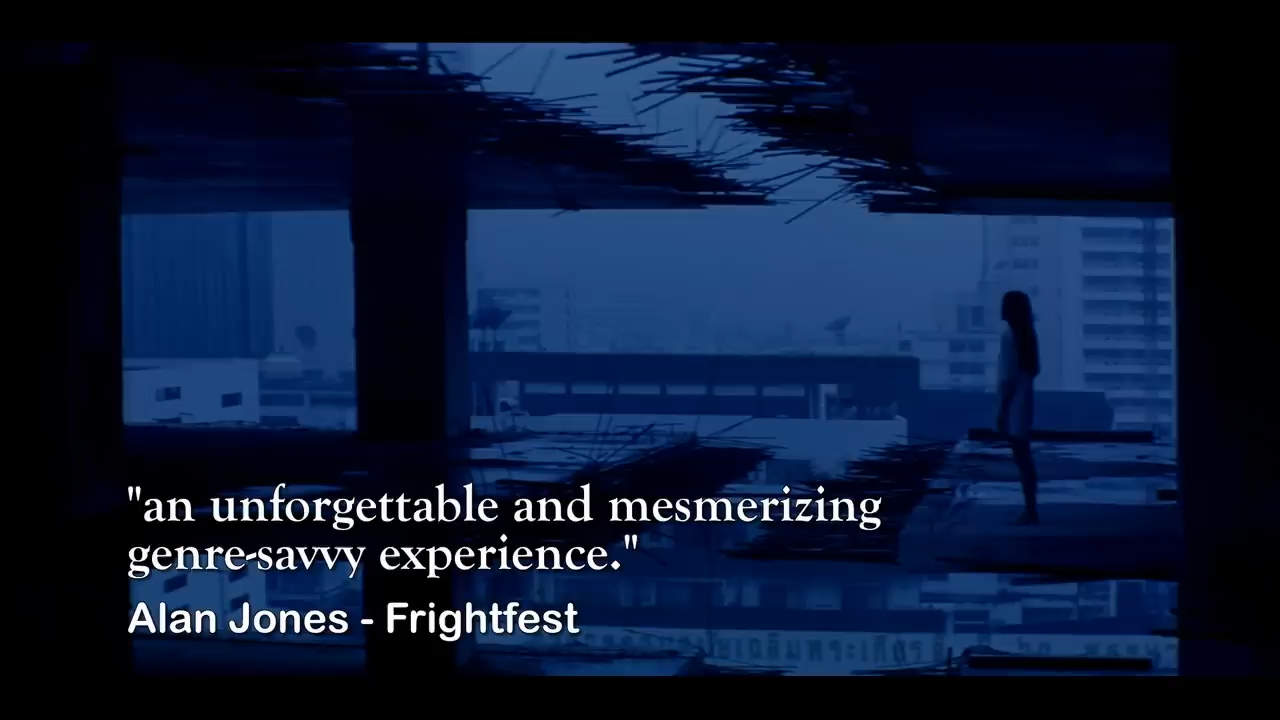 "an unforgettable and mesmerizing
genre-savvy experience."
Alan Jones - Frightfest